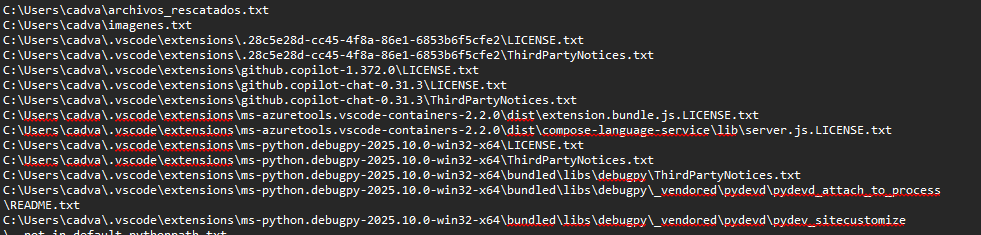 C:\Users\cadva\archivos_rescatados.txt
C:\Users\cadva\imagenes.txt
C:\Users\cadva\.vscode\extensions\.28c5e28d-cc45-4f8a-86e1-6853b6f5cfe2\LICENSE.txt
C:\Users\cadva\.vscode\extensions\.28c5e28d-cc45-4f8a-86e1-6853b6f5cfe2\ThirdPartyNotices.txt
C:\Users\cadva\.vscode\extensions\github.copilot-1.372.0\LICENSE.txt
C:\Users\cadva\.vscode\extensions\github.copilot-chat-0.31.3\LICENSE.txt
C:\Users\cadva\.vscode\extensions\github.copilot-chat-0.31.3\ThirdPartyNotices.txt
C:\Users\cadva\.vscode\extensions\ms-azuretools.vscode-containers-2.2.0\dist\extension.bundle.js.LICENSE.txt
C:\Users\cadva\.vscode\extensions\ms-azuretools.vscode-containers-2.2.0\dist\compose-language-service\lib\server.js.LICENSE.txt
C:\Users\cadva\.vscode\extensions\ms-python.debugpy-2025.10.0-win32-x64\LICENSE.txt
C:\Users\cadva\.vscode\extensions\ms-python.debugpy-2025.10.0-win32-x64\ThirdPartyNotices.txt
C:\Users\cadva\.vscode\extensions\ms-python.debugpy-2025.10.0-win32-x64\bundled\libs\debugpy\ThirdPartyNotices.txt
C:\Users\cadva\.vscode\extensions\ms-python.debugpy-2025.10.0-win32-x64\bundled\libs\debugpy\_vendored\pydevd\pydevd_attach_to_process
\README.txt
C:\Users\cadva\.vscode\extensions\ms-python.debugpy-2025.10.0-win32-x64\bundled\libs\debugpy\_vendored\pydevd\pydev_sitecustomize
\__not_in_default_pythonpath.txt